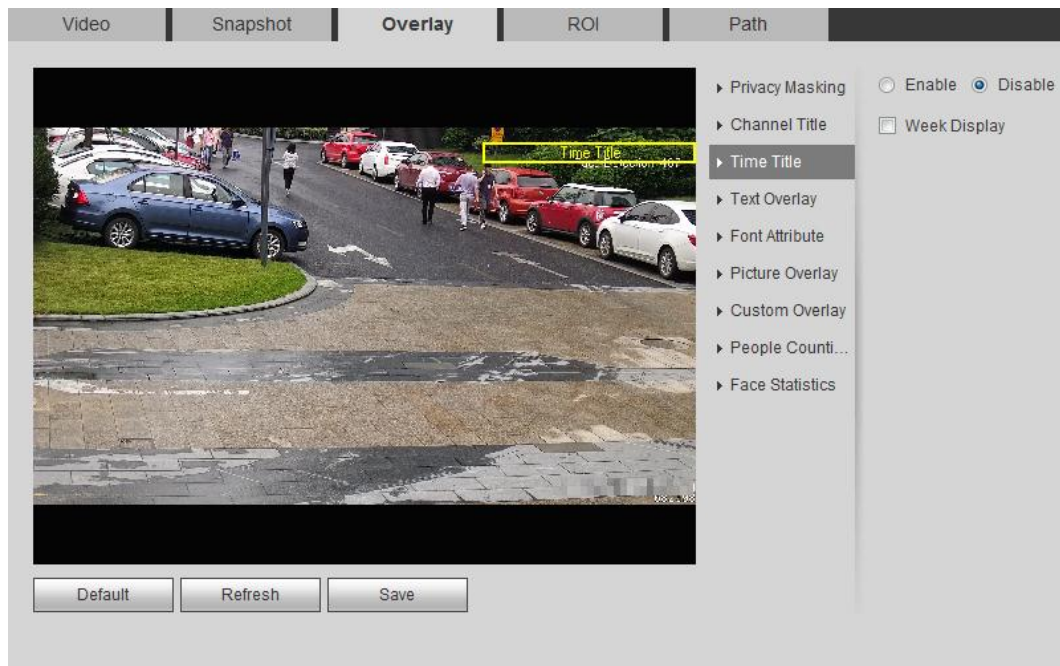 Video Snapshot Overlay ROI Path
Privacy Masking
Channel Title
Time Title
Text Overlay
Font Attribute
Picture Overlay
Custom Overlay
People Counti...
Face Statistics
Enable Disable
Week Display
Time Title
Default Refresh Save